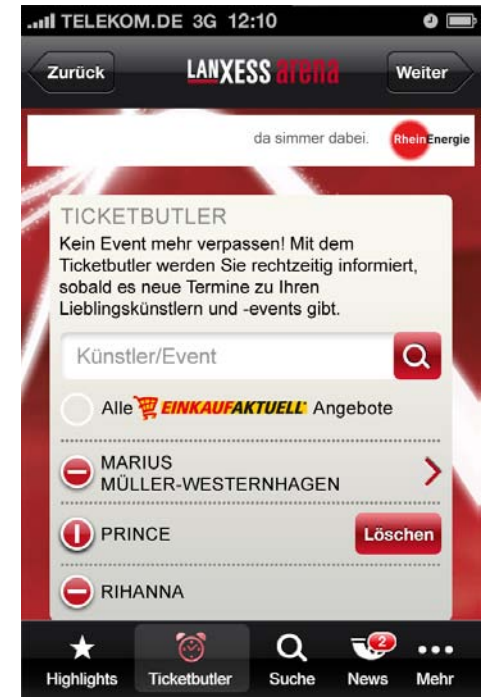 TELEKOM.DE 3G 12:10
Zurück
LANXESS arena
Weiter
da simmer dabei.
RheinEnergie
TICKETBUTLER
Kein Event mehr verpassen! Mit dem
Ticketbutler werden Sie rechtzeitig informiert,
sobald es neue Termine zu Ihren
Lieblingskünstlern und -events gibt.
Künstler/Event
Alle EINKAUFAKTUELL Angebote
MARIUS
MÜLLER-WESTERNHAGEN
PRINCE
Löschen
RIHANNA
2
Highlights Ticketbutler Suche News Mehr